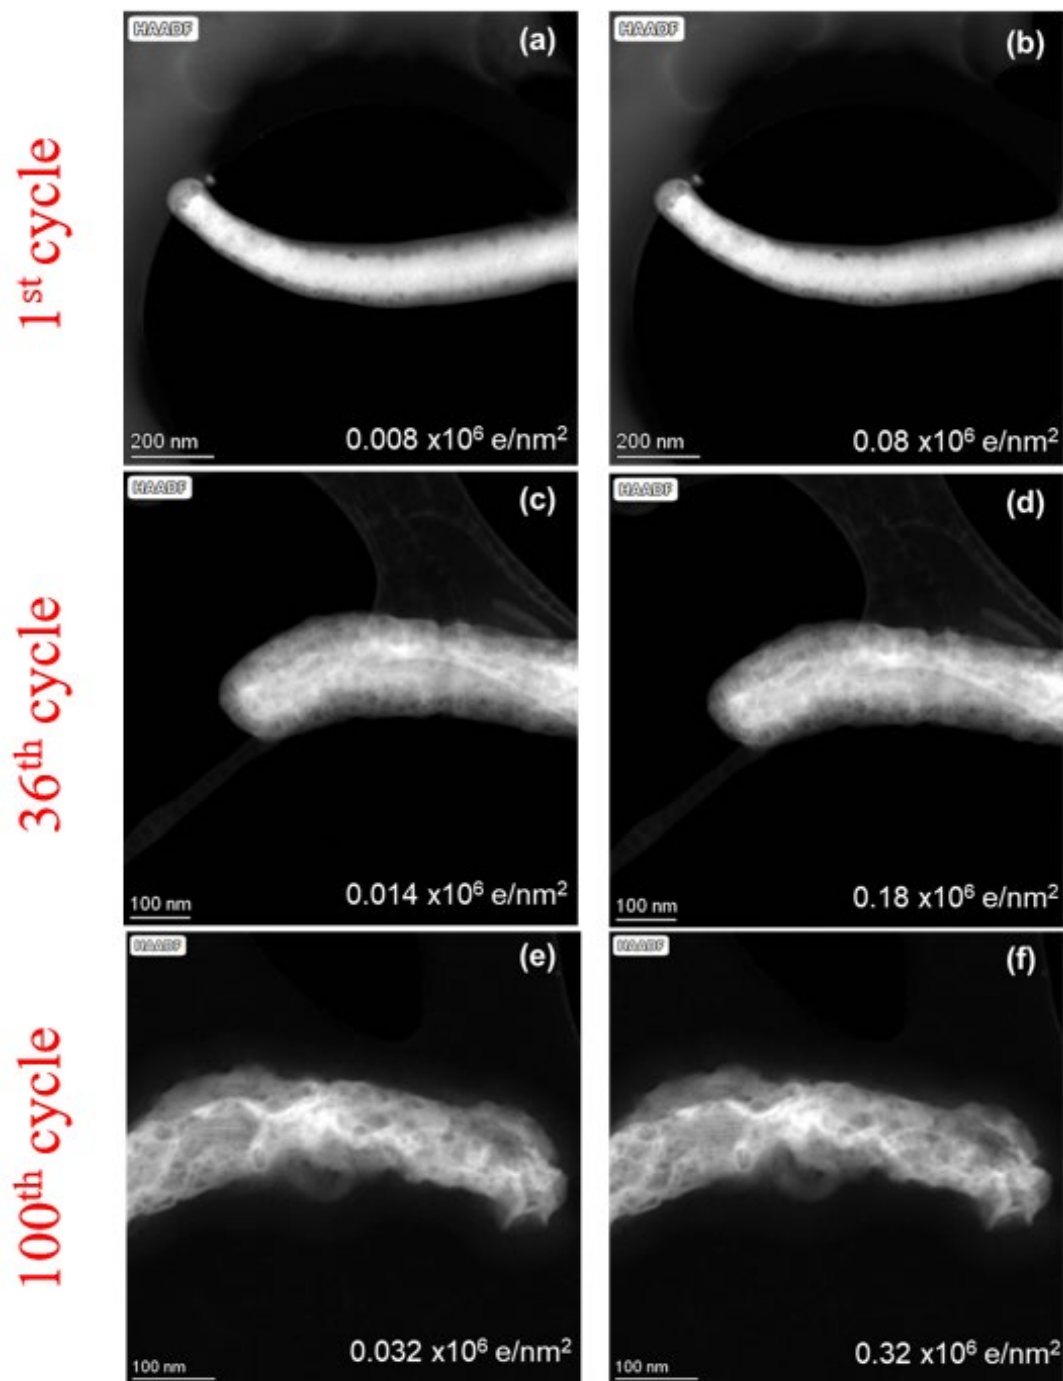 1st cycle
HAADF
(a)
200 nm
0.008 x10⁶ e/nm²
HAADF
(b)
200 nm
0.08 x10⁶ e/nm²
36th cycle
HAADF
(c)
100 nm
0.014 x10⁶ e/nm²
HAADF
(d)
100 nm
0.18 x10⁶ e/nm²
100th cycle
HAADF
(e)
100 nm
0.032 x10⁶ e/nm²
HAADF
(f)
100 nm
0.32 x10⁶ e/nm²